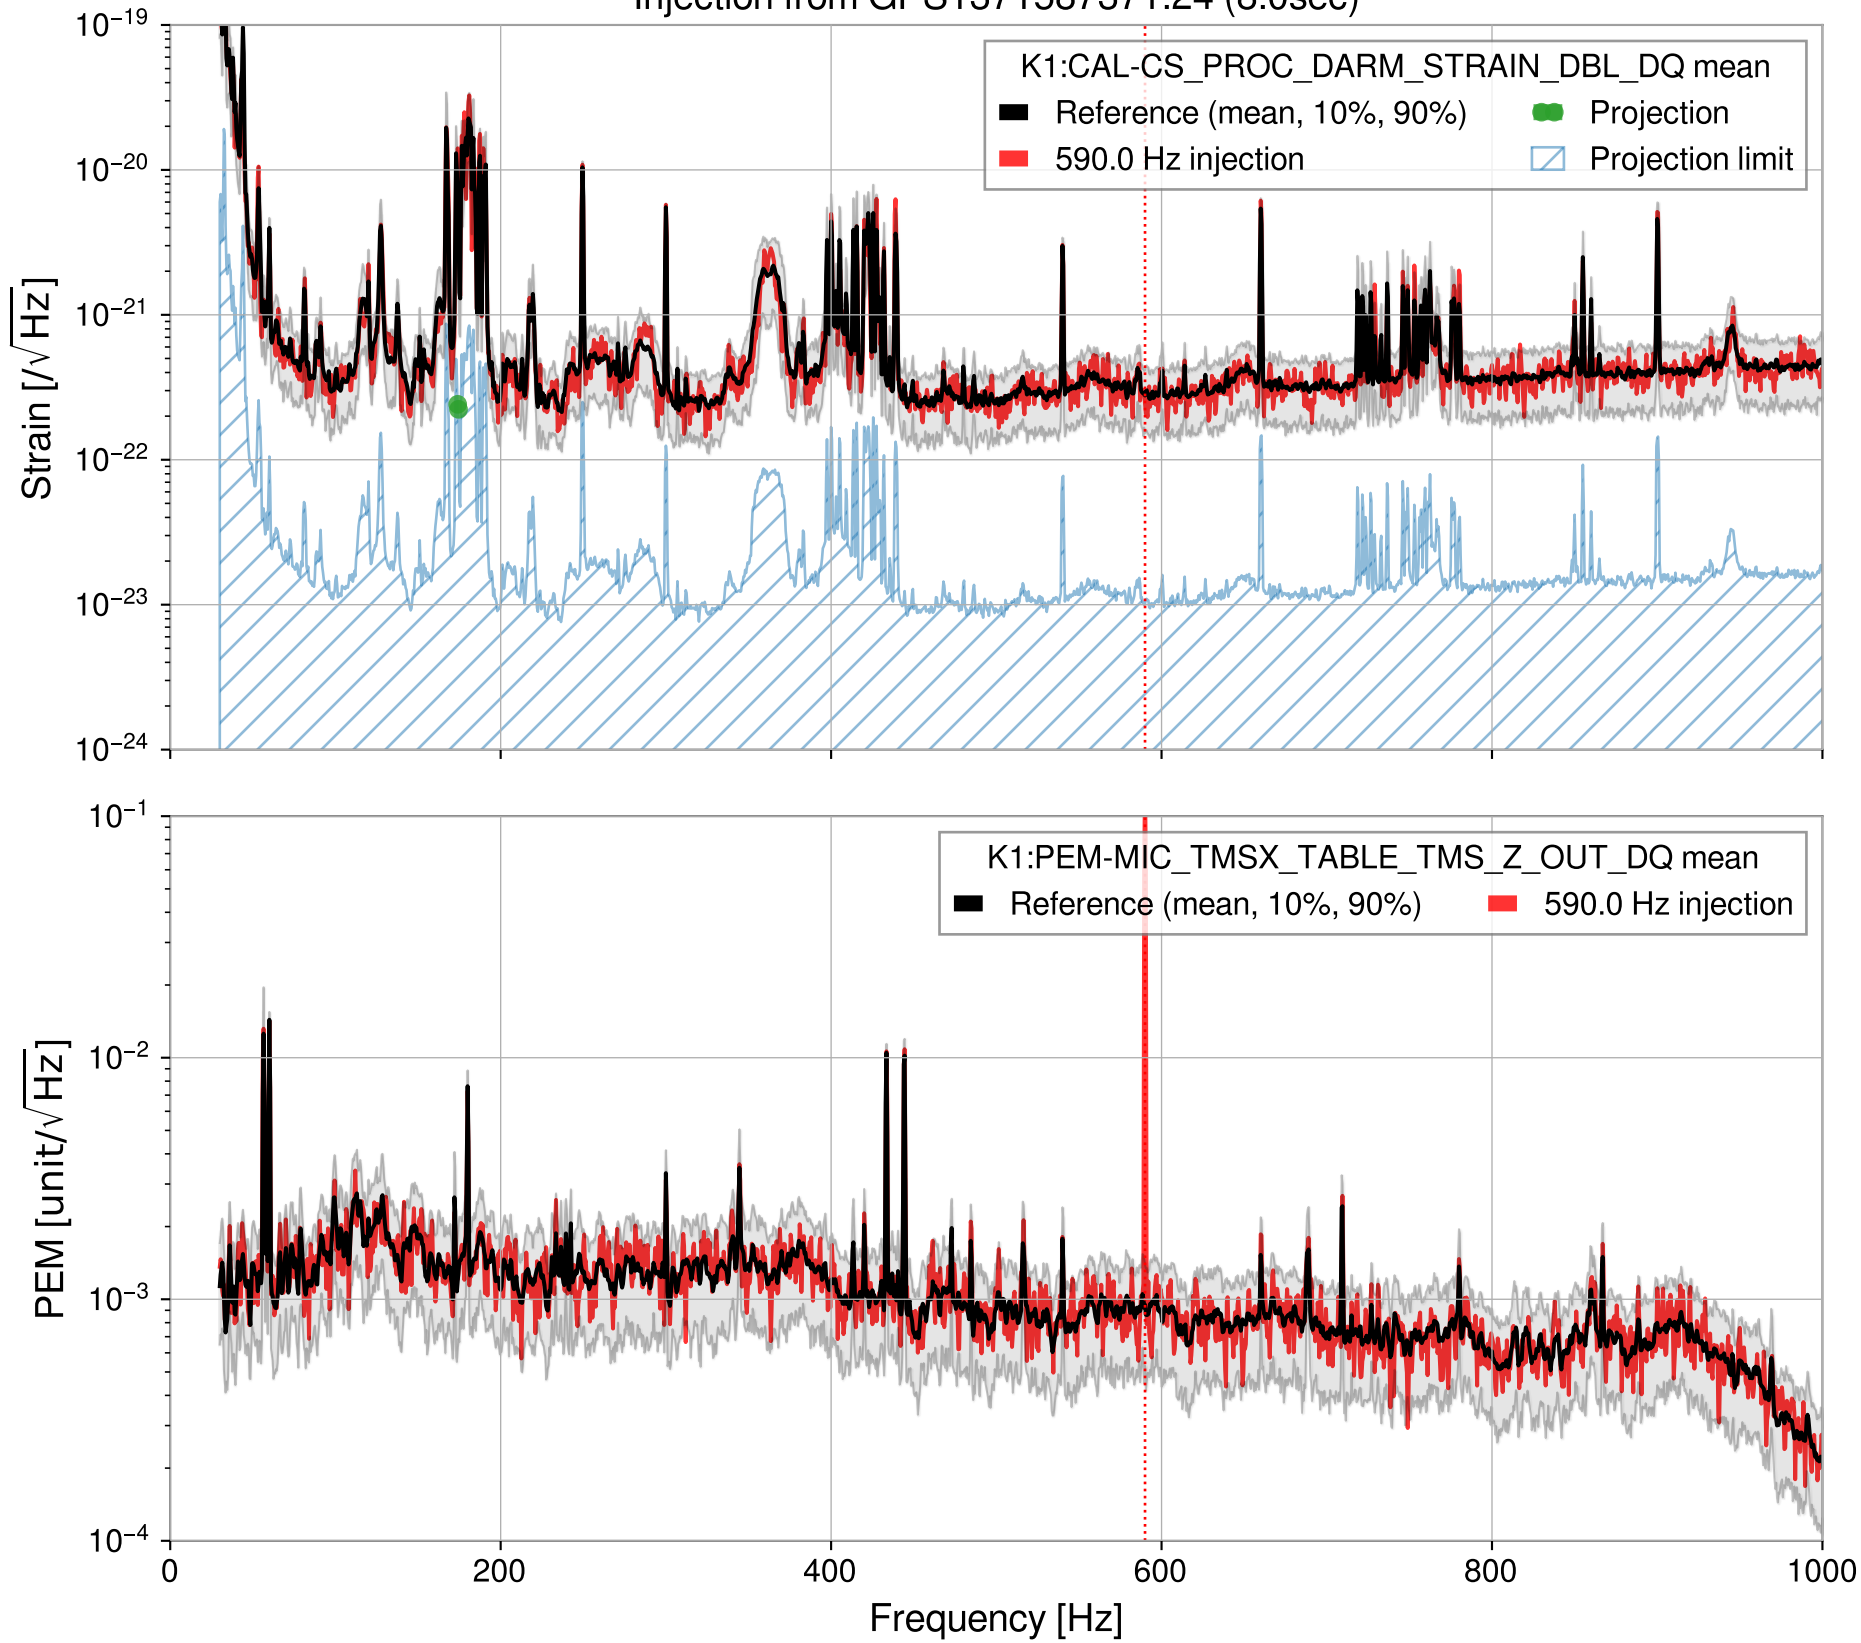 10⁻¹⁹
K1:CAL-CS_PROC_DARM_STRAIN_DBL_DQ mean
Reference (mean, 10%, 90%)
Projection
590.0 Hz injection
Projection limit
10⁻²⁰
10⁻²¹
10⁻²²
10⁻²³
10⁻²⁴
Strain [/√Hz]
10⁻¹
K1:PEM-MIC_TMSX_TABLE_TMS_Z_OUT_DQ mean
Reference (mean, 10%, 90%)
590.0 Hz injection
10⁻²
10⁻³
10⁻⁴
PEM [unit/√Hz]
0
200
400
600
800
1000
Frequency [Hz]